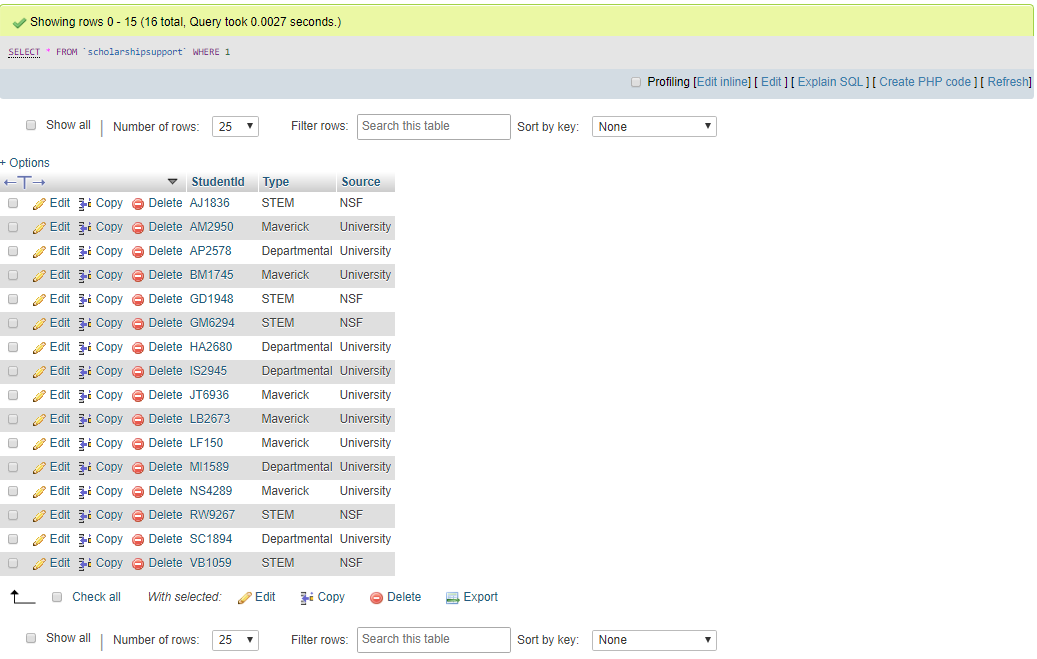 Showing rows 0 - 15 (16 total, Query took 0.0027 seconds.)
SELECT * FROM `scholarshipsupport` WHERE 1
Profiling [Edit inline] [ Edit ] [ Explain SQL ] [ Create PHP code ] [ Refresh]
Show all | Number of rows: 25 Filter rows: Search this table Sort by key: None
+ Options
←T→ StudentId Type Source
Edit Copy Delete AJ1836 STEM NSF
Edit Copy Delete AM2950 Maverick University
Edit Copy Delete AP2578 Departmental University
Edit Copy Delete BM1745 Maverick University
Edit Copy Delete GD1948 STEM NSF
Edit Copy Delete GM6294 STEM NSF
Edit Copy Delete HA2680 Departmental University
Edit Copy Delete IS2945 Departmental University
Edit Copy Delete JT6936 Maverick University
Edit Copy Delete LB2673 Maverick University
Edit Copy Delete LF150 Maverick University
Edit Copy Delete MI1589 Departmental University
Edit Copy Delete NS4289 Maverick University
Edit Copy Delete RW9267 STEM NSF
Edit Copy Delete SC1894 Departmental University
Edit Copy Delete VB1059 STEM NSF
Check all With selected: Edit Copy Delete Export
Show all | Number of rows: 25 Filter rows: Search this table Sort by key: None